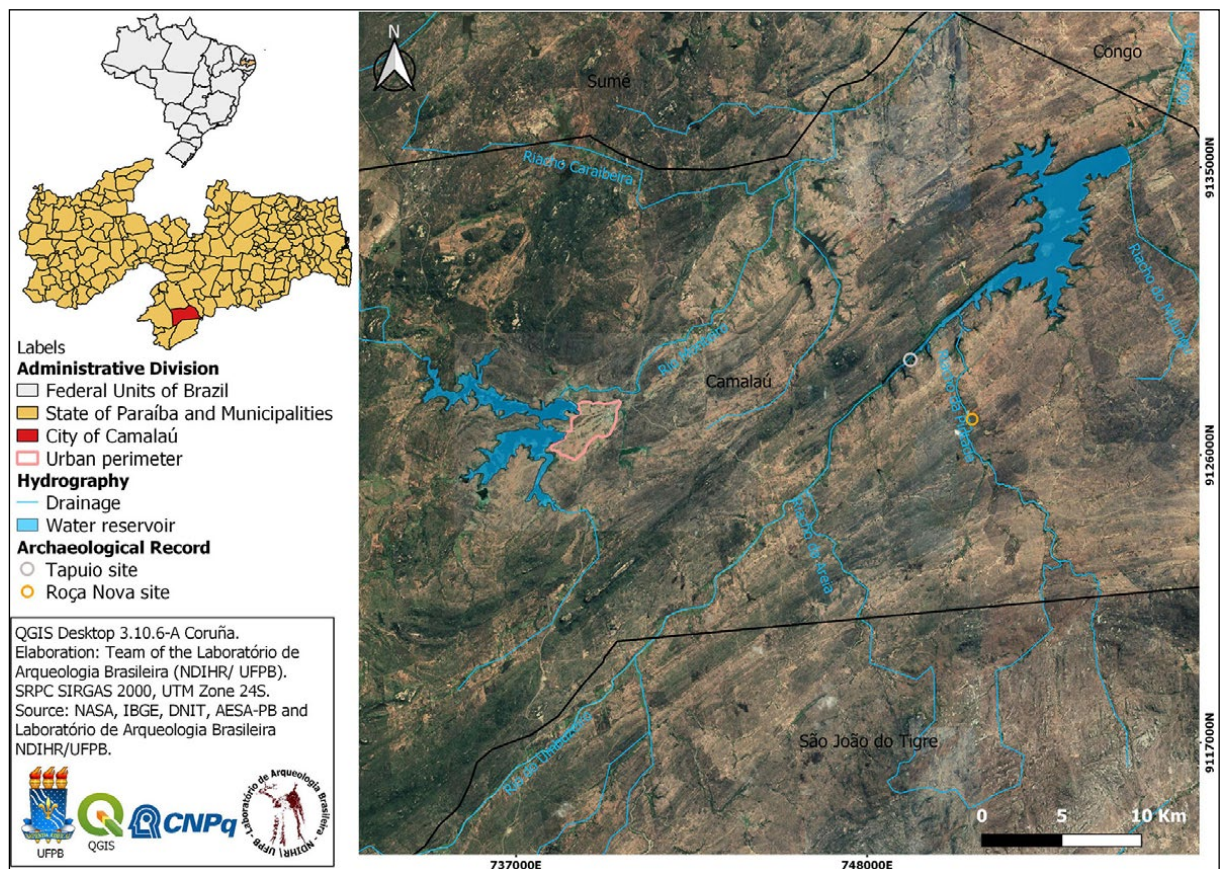 Labels
Administrative Division
Federal Units of Brazil
State of Paraíba and Municipalities
City of Camalaú
Urban perimeter
Hydrography
Drainage
Water reservoir
Archaeological Record
Tapuio site
Roça Nova site
QGIS Desktop 3.10.6-A Coruña.
Elaboration: Team of the Laboratório de
Arqueologia Brasileira (NDIHR/ UFPB).
SRPC SIRGAS 2000, UTM Zone 24S.
Source: NASA, IBGE, DNIT, AESA-PB and
Laboratório de Arqueologia Brasileira
NDIHR/UFPB.
UFPB
QGIS
CNPq
Laboratório de Arqueologia Brasileira - NDIHR/ UFPB -
N
Sumé
Congo
Riacho Caraibeira
9135000N
Camalaú
9126000N
São João do Tigre
9117000N
0 5 10 Km
737000E
748000E